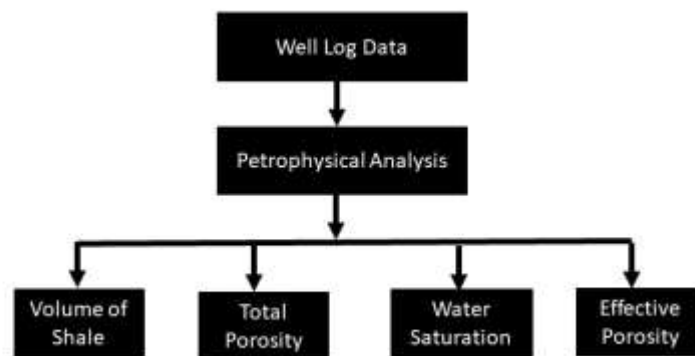 Well Log Data
Petrophysical Analysis
Volume of
Shale
Total
Porosity
Water
Saturation
Effective
Porosity